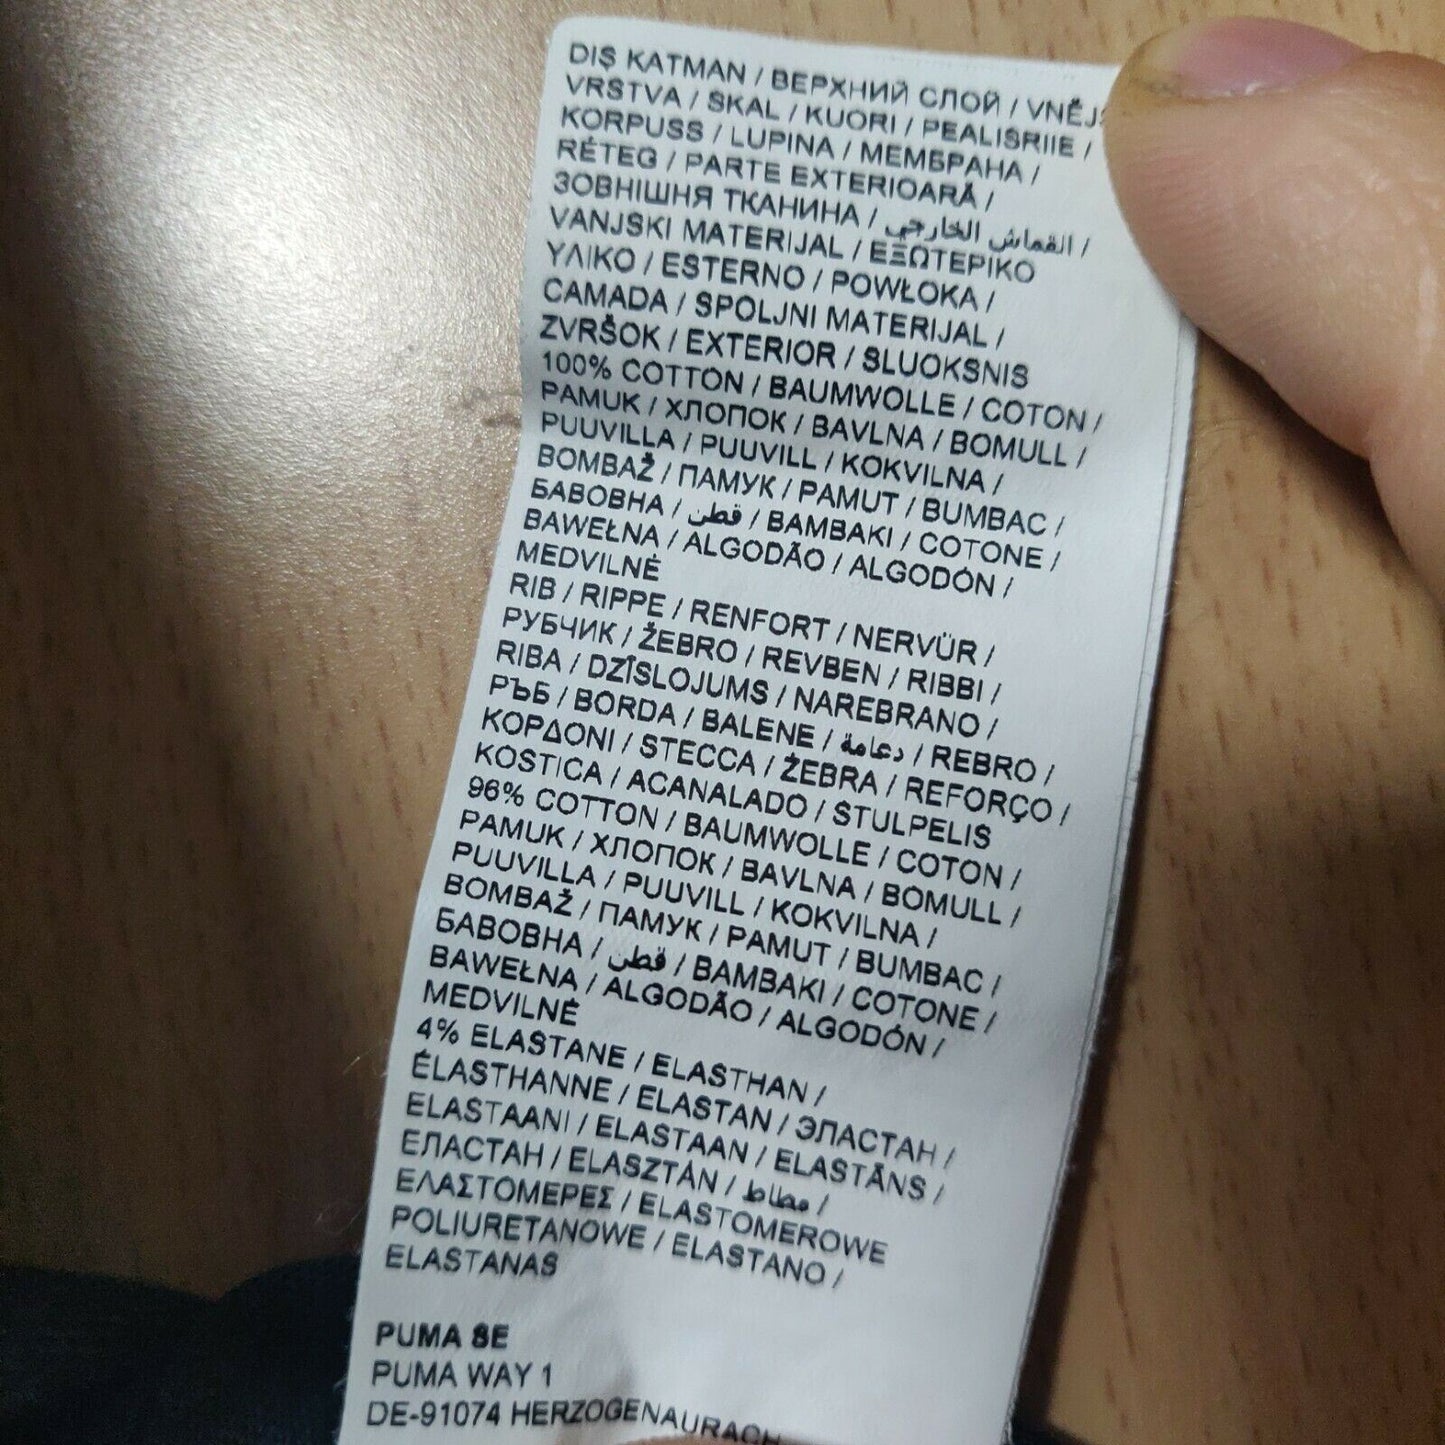 DIŞ KATMAN / ВЕРХНИЙ СЛОЙ / VNĚJŠ
VRSTVA / SKAL / KUORI / PEALISRIIE /
KORPUSS / LUPINA / МЕМБРАНА /
RÉTEG / PARTE EXTERIOARĂ /
ЗОВНІШНЯ ТКАНИНА / القماش الخارجي /
VANJSKI MATERIJAL / ΕΞΩΤΕΡΙΚΟ
ΥΛΙΚΟ / ESTERNO / POWŁOKA /
CAMADA / SPOLJNI MATERIJAL /
ZVRŠOK / EXTERIOR / SLUOKSNIS
100% COTTON / BAUMWOLLE / COTON /
PAMUK / ХЛОПОК / BAVLNA / BOMULL /
PUUVILLA / PUUVILL / KOKVILNA /
BOMBAŽ / ПАМУК / PAMUT / BUMBAC /
БАВОВНА / قطن / BAMBAKI / COTONE /
BAWEŁNA / ALGODÃO / ALGODÓN /
MEDVILNĖ
RIB / RIPPE / RENFORT / NERVÜR /
РУБЧИК / ŽEBRO / REVBEN / RIBBI /
RIBA / DZĪSLOJUMS / NAREBRANO /
РЪБ / BORDA / BALENE / دعامة / REBRO /
ΚΟΡΔΟΝΙ / STECCA / ŽEBRA / REFORÇO /
KOSTICA / ACANALADO / STULPELIS
96% COTTON / BAUMWOLLE / COTON /
PAMUK / ХЛОПОК / BAVLNA / BOMULL /
PUUVILLA / PUUVILL / KOKVILNA /
BOMBAŽ / ПАМУК / PAMUT / BUMBAC /
БАВОВНА / قطن / BAMBAKI / COTONE /
BAWEŁNA / ALGODÃO / ALGODÓN /
MEDVILNĖ
4% ELASTANE / ELASTHAN /
ÉLASTHANNE / ELASTAN / ЭЛАСТАН /
ELASTAANI / ELASTAAN / ELASTĀNS /
ЕЛАСТАН / ELASZTÁN / مطاط /
ΕΛΑΣΤΟΜΕΡΕΣ / ELASTOMEROWE
POLIURETANOWE / ELASTANO /
ELASTANAS
PUMA SE
PUMA WAY 1
DE-91074 HERZOGENAURACH